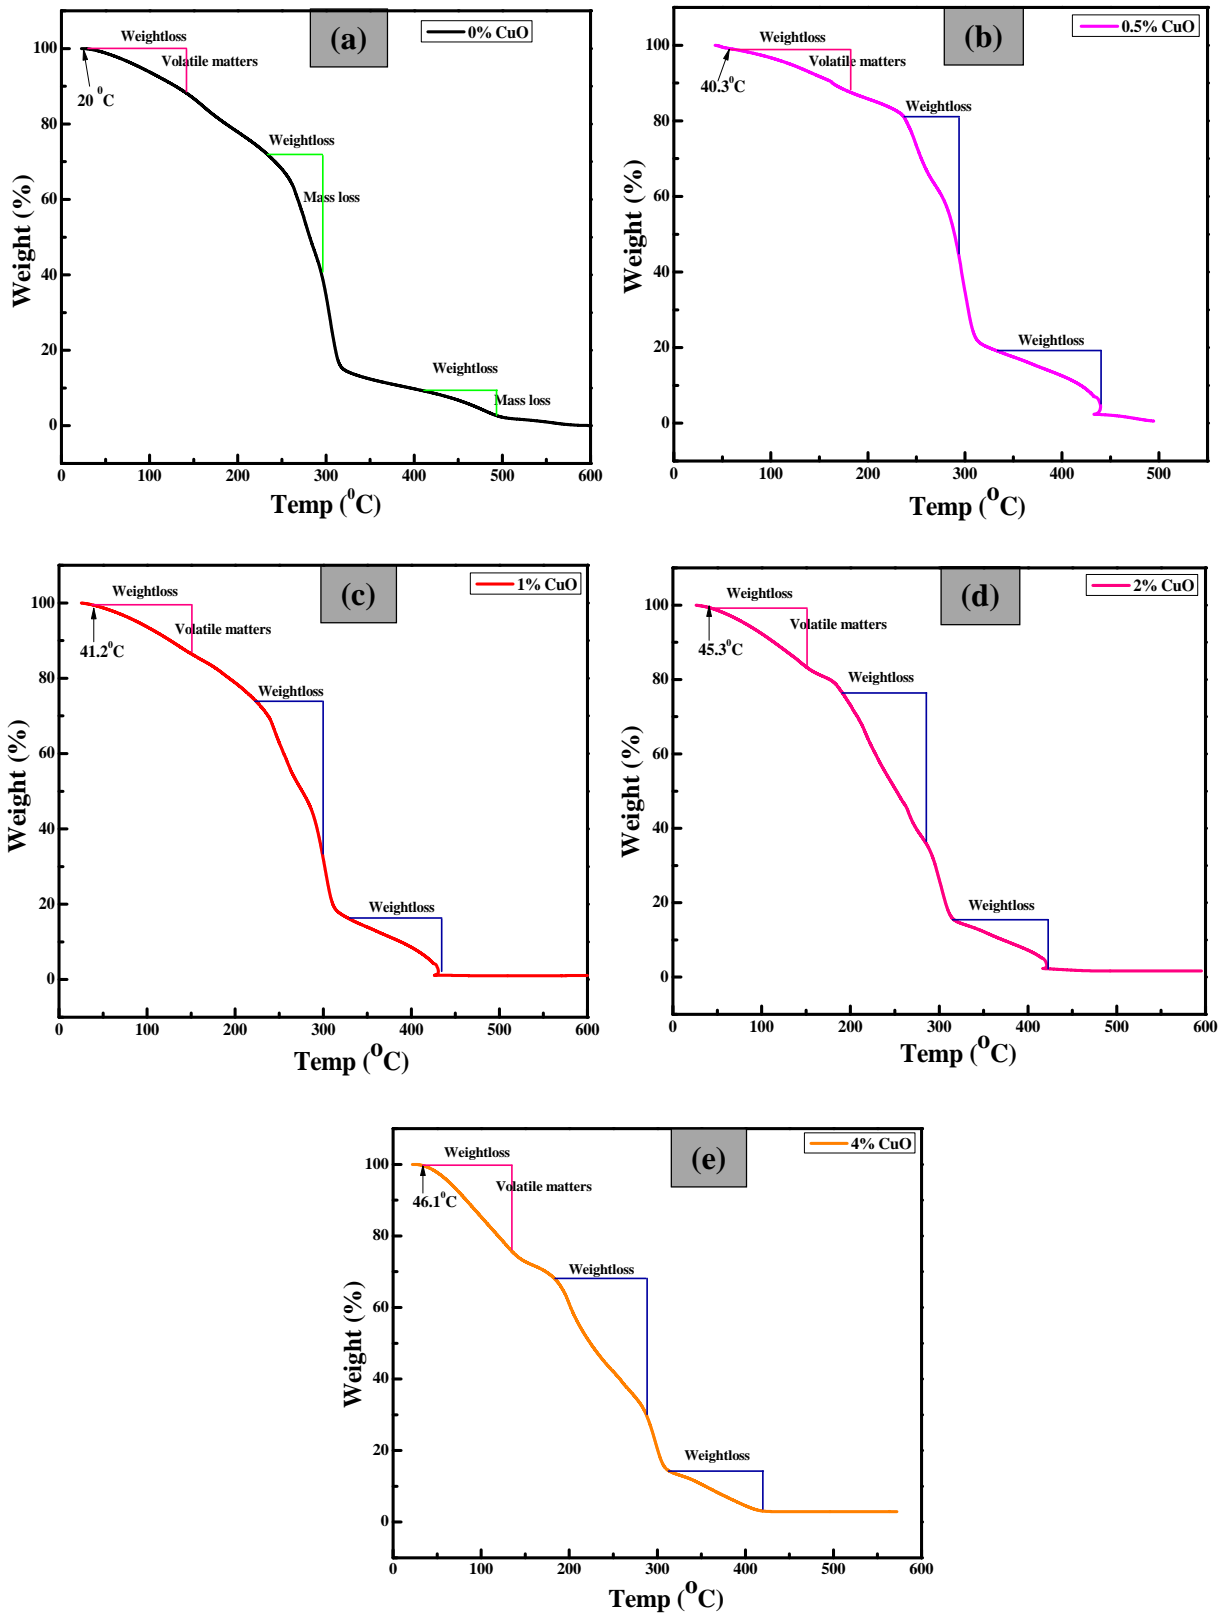 (a)
0% CuO
Weightloss
Volatile matters
20 ⁰C
Weightloss
Mass loss
Weightloss
Mass loss
100
80
60
40
20
0
0 100 200 300 400 500 600
Weight (%)
Temp (⁰C)
(b)
0.5% CuO
Weightloss
Volatile matters
40.3⁰C
Weightloss
Weightloss
100
80
60
40
20
0
0 100 200 300 400 500
Weight (%)
Temp (⁰C)
(c)
1% CuO
Weightloss
Volatile matters
41.2⁰C
Weightloss
Weightloss
100
80
60
40
20
0
0 100 200 300 400 500 600
Weight (%)
Temp (⁰C)
(d)
2% CuO
Weightloss
Volatile matters
45.3⁰C
Weightloss
Weightloss
100
80
60
40
20
0
0 100 200 300 400 500 600
Weight (%)
Temp (⁰C)
(e)
4% CuO
Weightloss
Volatile matters
46.1⁰C
Weightloss
Weightloss
100
80
60
40
20
0
0 100 200 300 400 500 600
Weight (%)
Temp (⁰C)